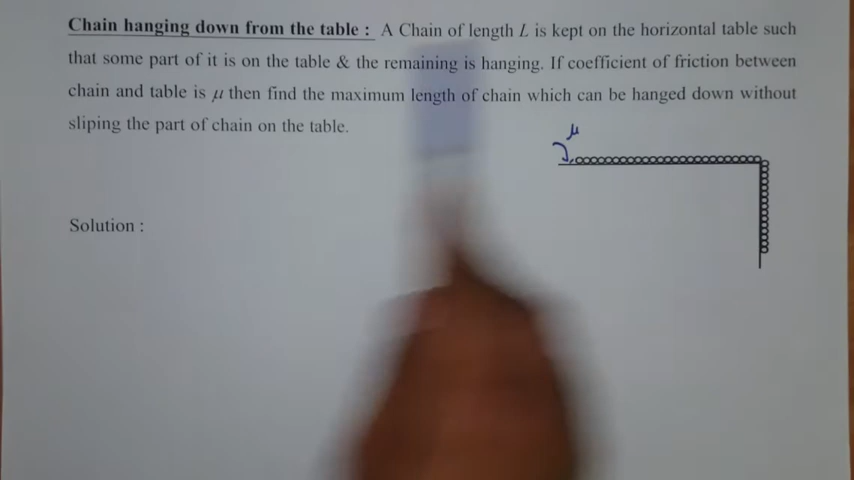 Chain hanging down from the table : A Chain of length L is kept on the horizontal table such
that some part of it is on the table & the remaining is hanging. If coefficient of friction between
chain and table is μ then find the maximum length of chain which can be hanged down without
sliping the part of chain on the table.
μ
Solution :